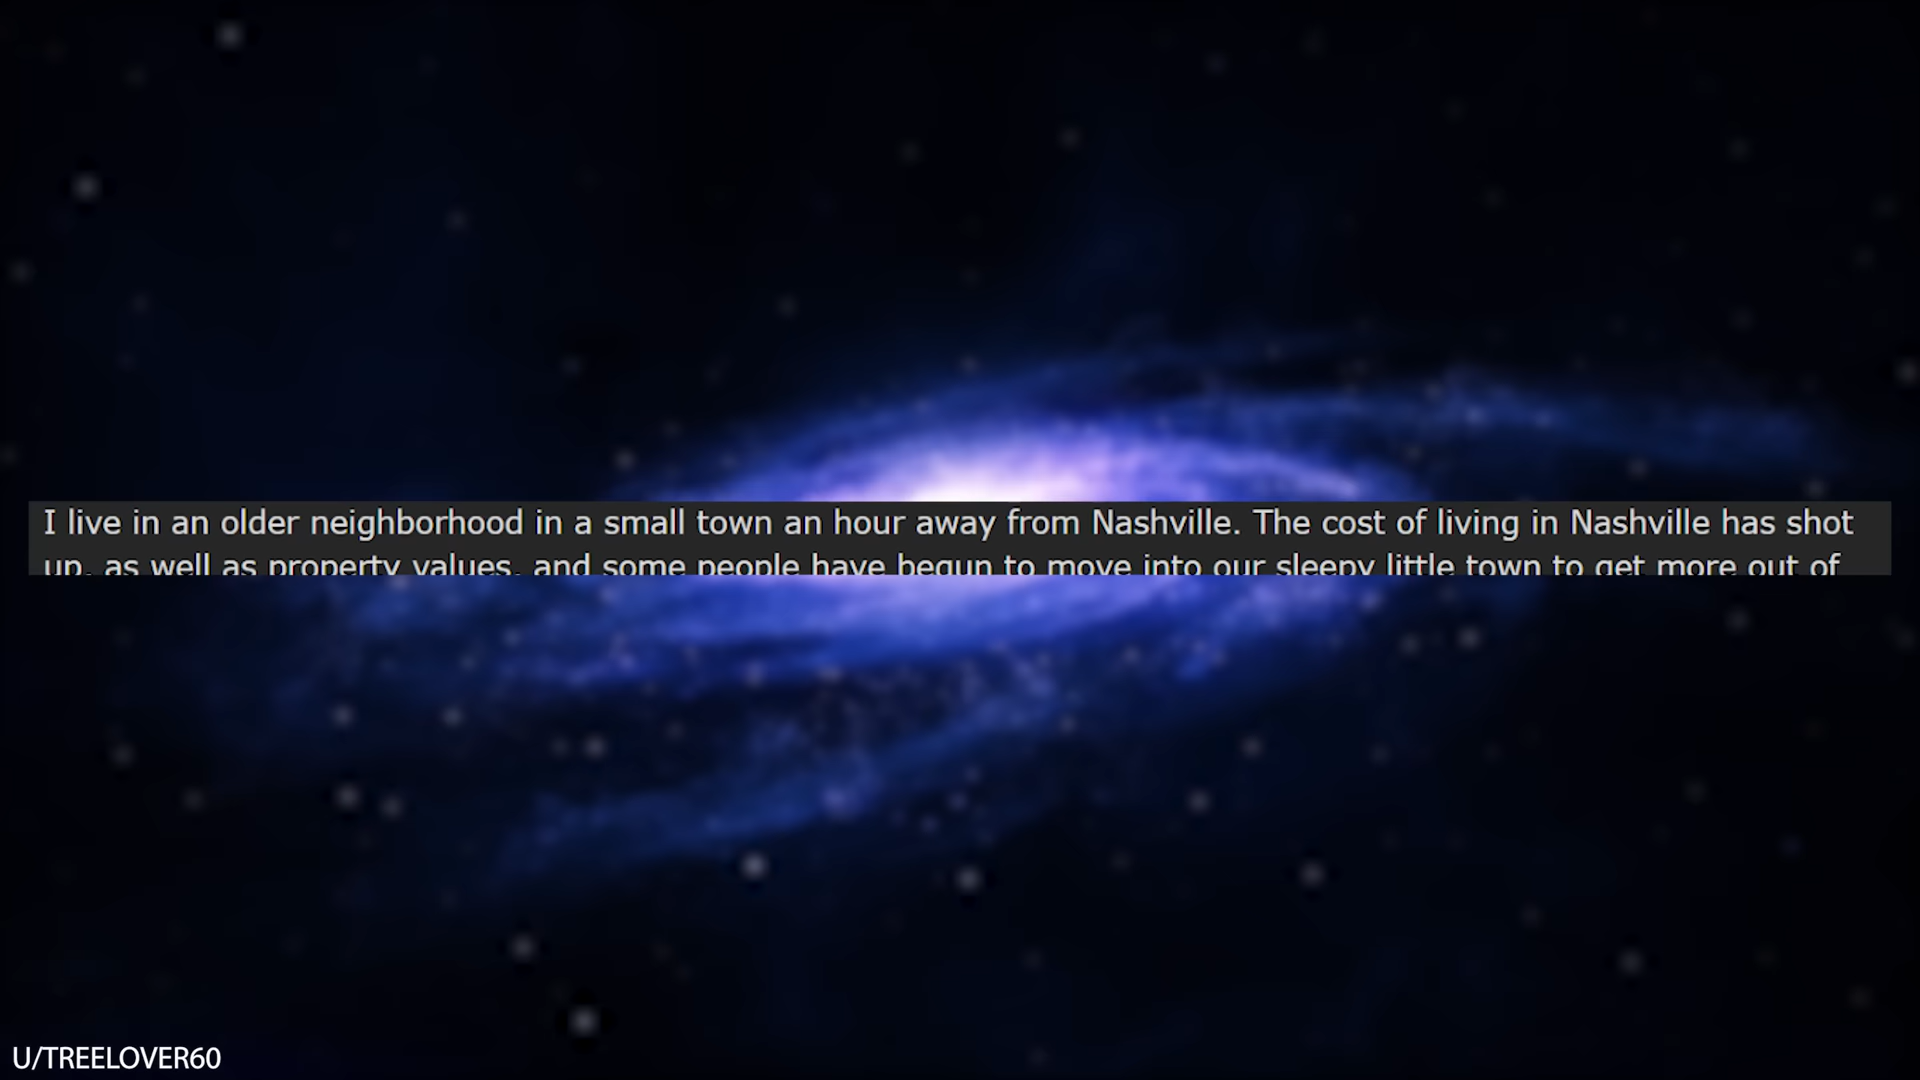 I live in an older neighborhood in a small town an hour away from Nashville. The cost of living in Nashville has shot
up, as well as property values, and some people have begun to move into our sleepy little town to get more out of
U/TREELOVER60